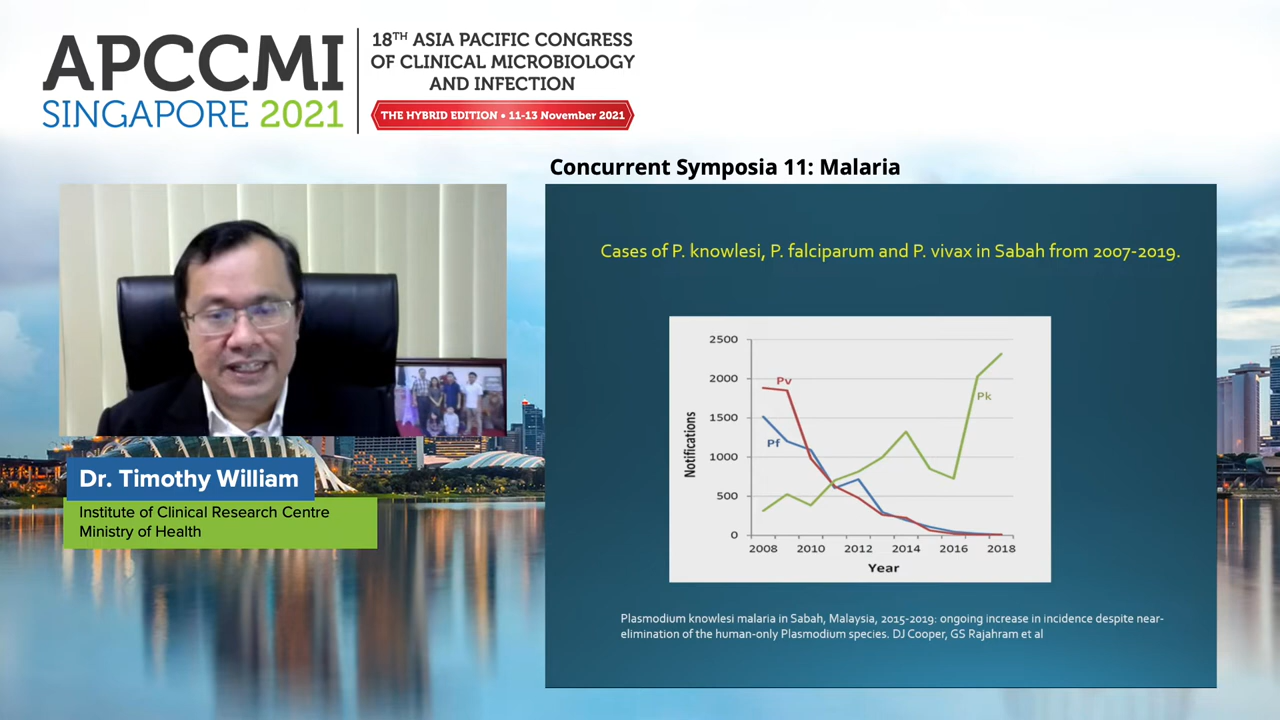 APCCMI
SINGAPORE 2021
18TH ASIA PACIFIC CONGRESS
OF CLINICAL MICROBIOLOGY
AND INFECTION
THE HYBRID EDITION • 11-13 November 2021
Concurrent Symposia 11: Malaria
Dr. Timothy William
Institute of Clinical Research Centre
Ministry of Health
Cases of P. knowlesi, P. falciparum and P. vivax in Sabah from 2007-2019.
2500
2000
1500
1000
500
0
Notifications
Pv
Pf
Pk
2008 2010 2012 2014 2016 2018
Year
Plasmodium knowlesi malaria in Sabah, Malaysia, 2015-2019: ongoing increase in incidence despite near-
elimination of the human-only Plasmodium species. DJ Cooper, GS Rajahram et al